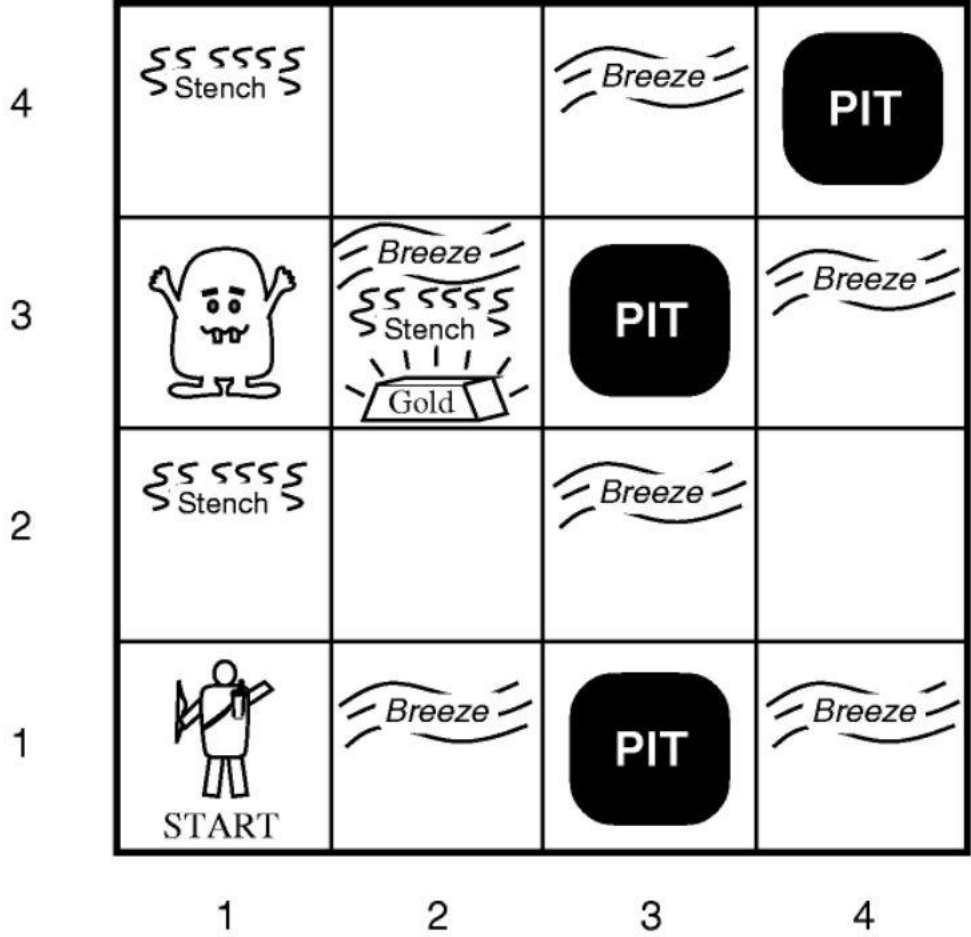 4
Stench
Breeze
PIT
3
Breeze
Stench
Gold
PIT
Breeze
2
Stench
Breeze
1
START
Breeze
PIT
Breeze
1 2 3 4